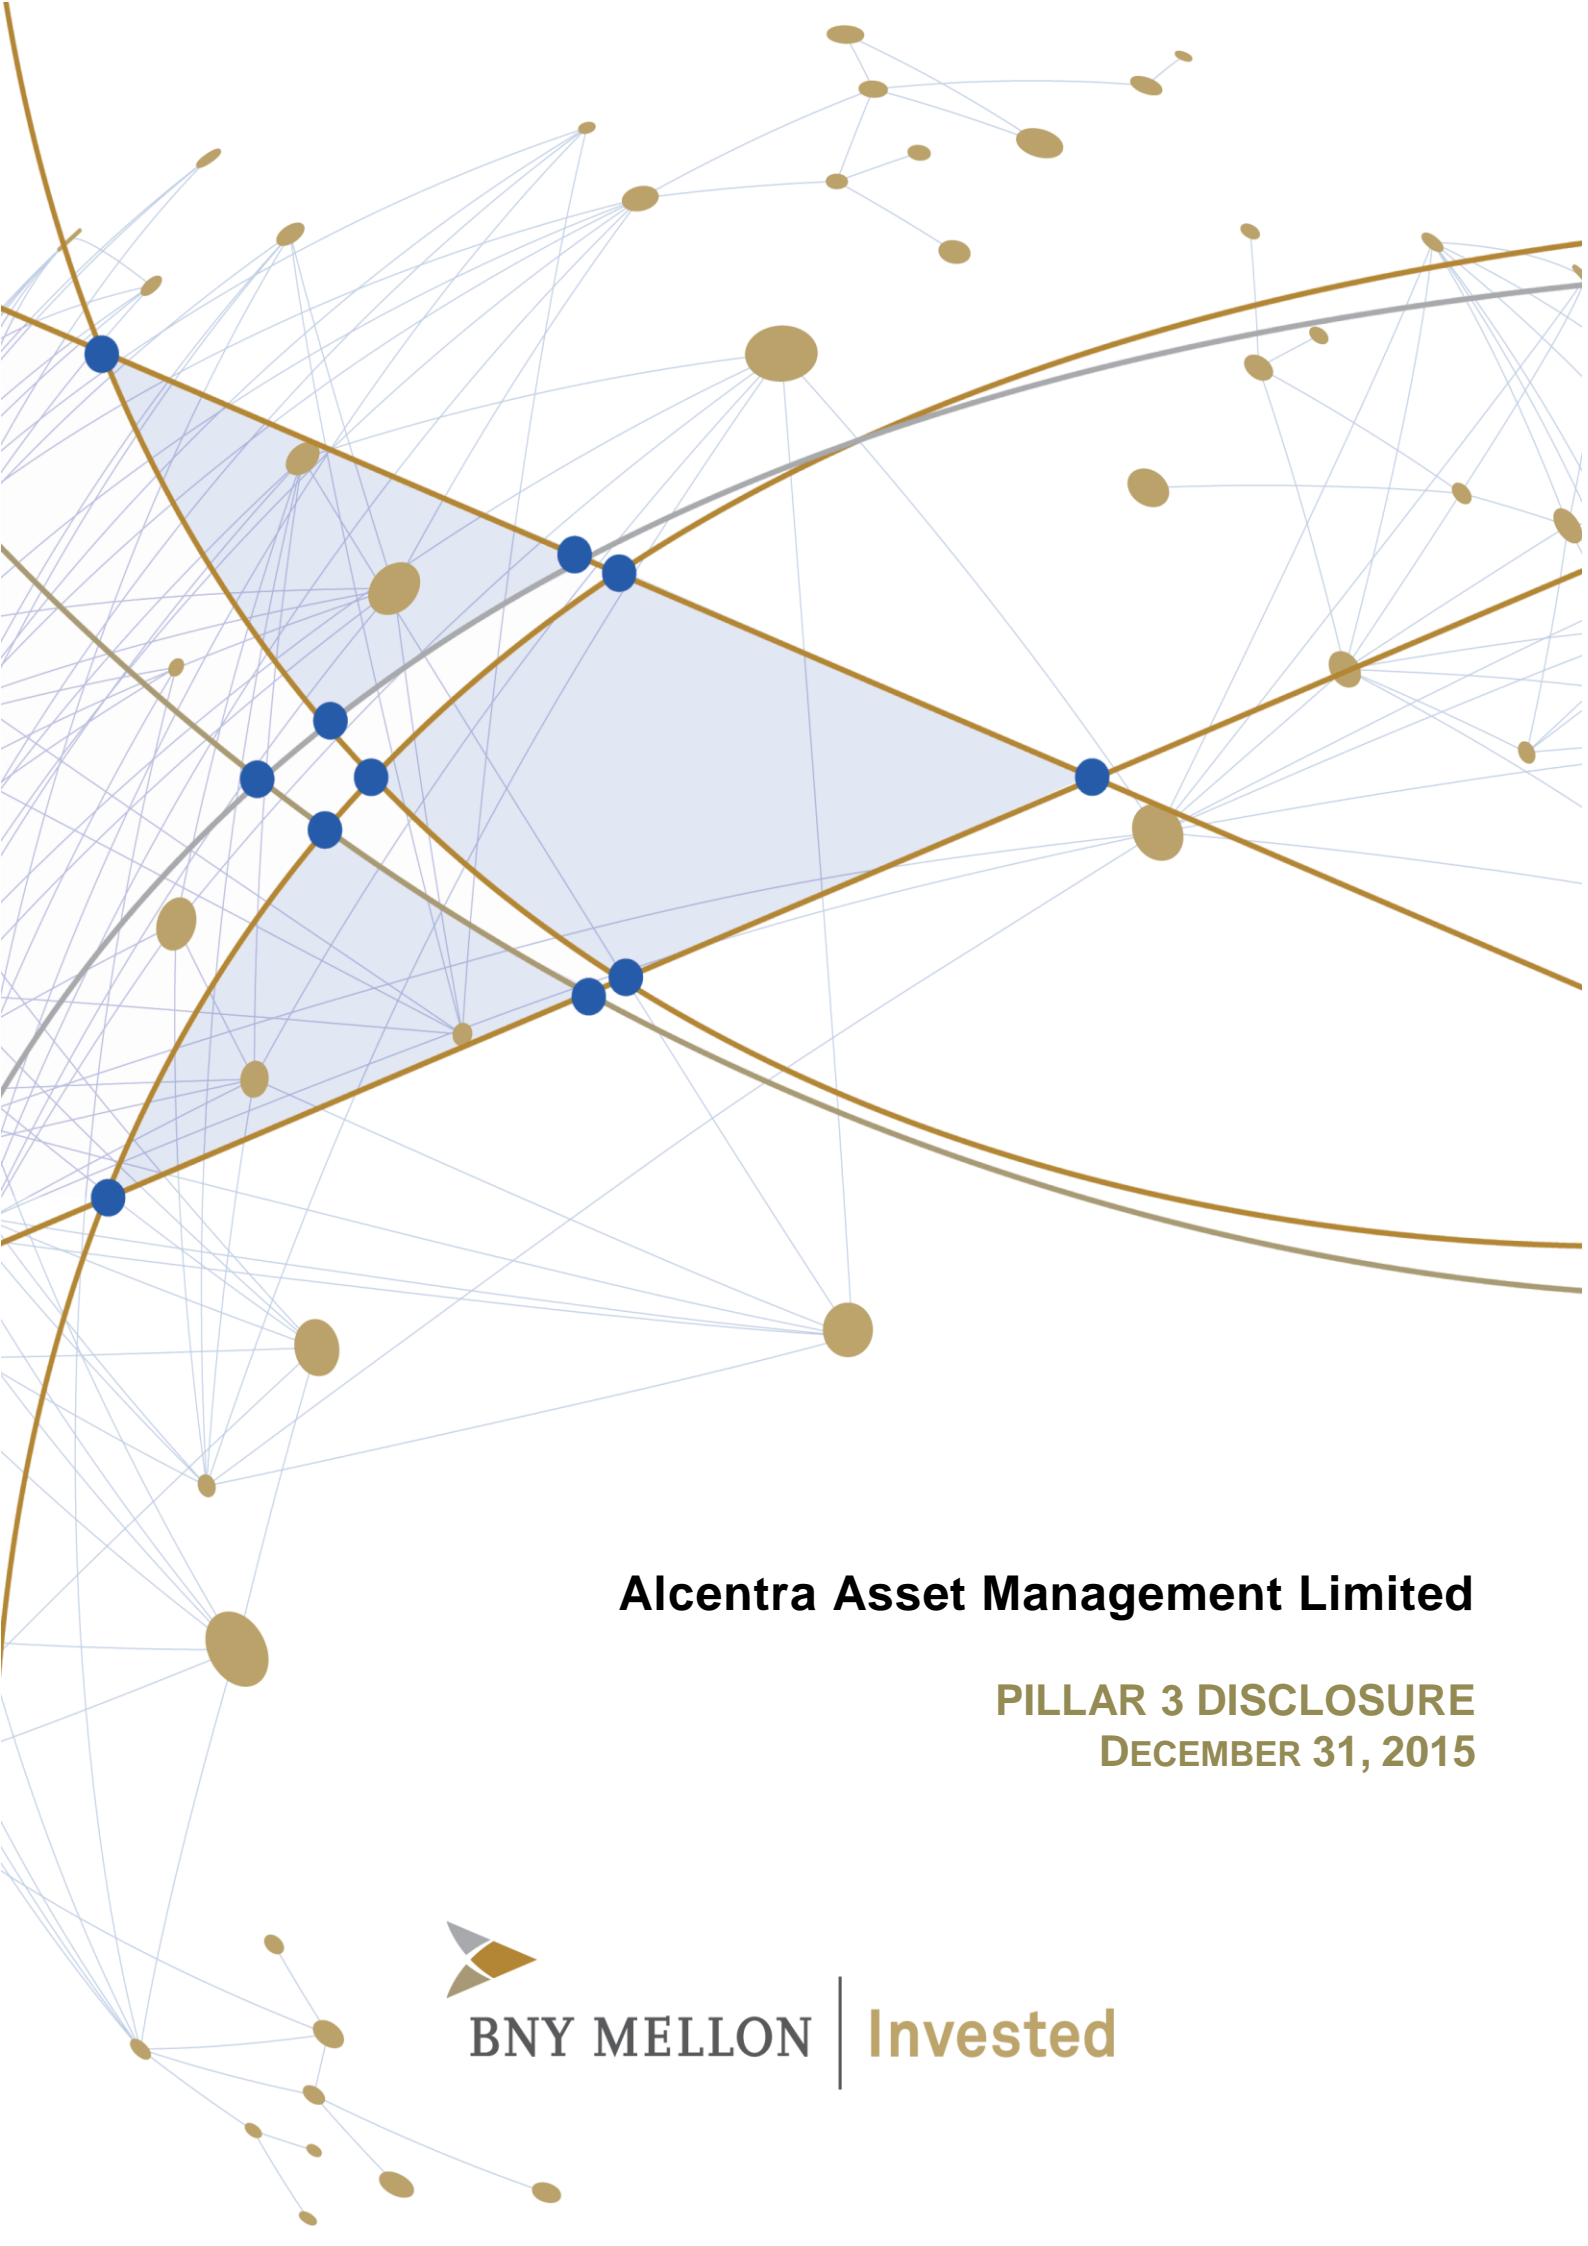 Alcentra Asset Management Limited
PILLAR 3 DISCLOSURE
DECEMBER 31, 2015
BNY MELLON | Invested